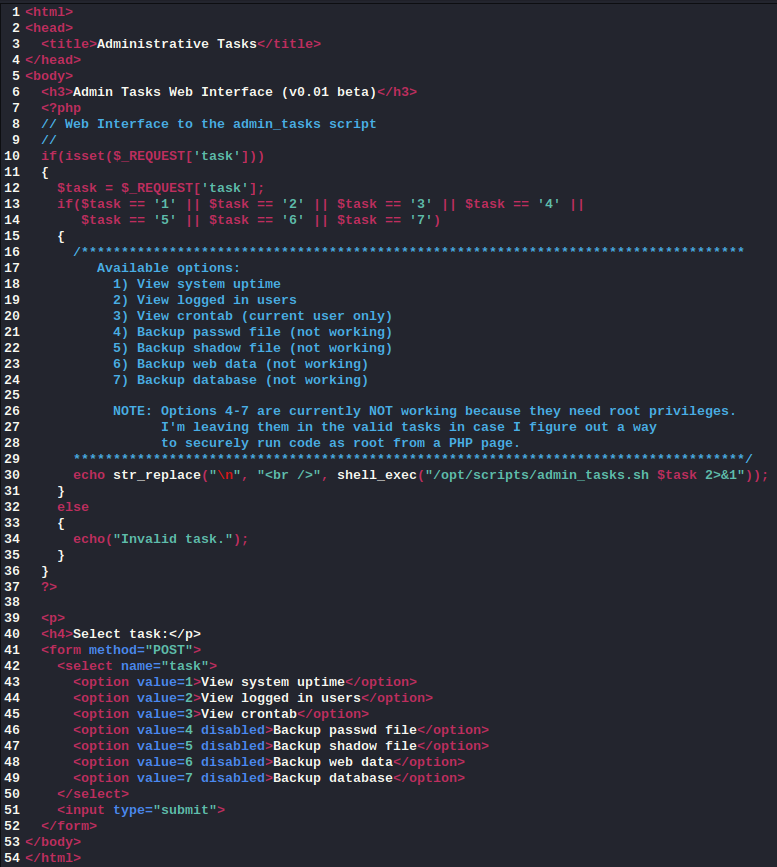 1 <html>
2 <head>
3   <title>Administrative Tasks</title>
4 </head>
5 <body>
6   <h3>Admin Tasks Web Interface (v0.01 beta)</h3>
7   <?php
8   // Web Interface to the admin_tasks script
9   //
10   if(isset($_REQUEST['task']))
11   {
12     $task = $_REQUEST['task'];
13     if($task == '1' || $task == '2' || $task == '3' || $task == '4' ||
14        $task == '5' || $task == '6' || $task == '7')
15     {
16       /***********************************************************************************
17          Available options:
18            1) View system uptime
19            2) View logged in users
20            3) View crontab (current user only)
21            4) Backup passwd file (not working)
22            5) Backup shadow file (not working)
23            6) Backup web data (not working)
24            7) Backup database (not working)
25
26            NOTE: Options 4-7 are currently NOT working because they need root privileges.
27                  I'm leaving them in the valid tasks in case I figure out a way
28                  to securely run code as root from a PHP page.
29       ************************************************************************************/
30       echo str_replace("\n", "<br />", shell_exec("/opt/scripts/admin_tasks.sh $task 2>&1"));
31     }
32     else
33     {
34       echo("Invalid task.");
35     }
36   }
37   ?>
38
39   <p>
40   <h4>Select task:</p>
41   <form method="POST">
42     <select name="task">
43       <option value=1>View system uptime</option>
44       <option value=2>View logged in users</option>
45       <option value=3>View crontab</option>
46       <option value=4 disabled>Backup passwd file</option>
47       <option value=5 disabled>Backup shadow file</option>
48       <option value=6 disabled>Backup web data</option>
49       <option value=7 disabled>Backup database</option>
50     </select>
51     <input type="submit">
52   </form>
53 </body>
54 </html>